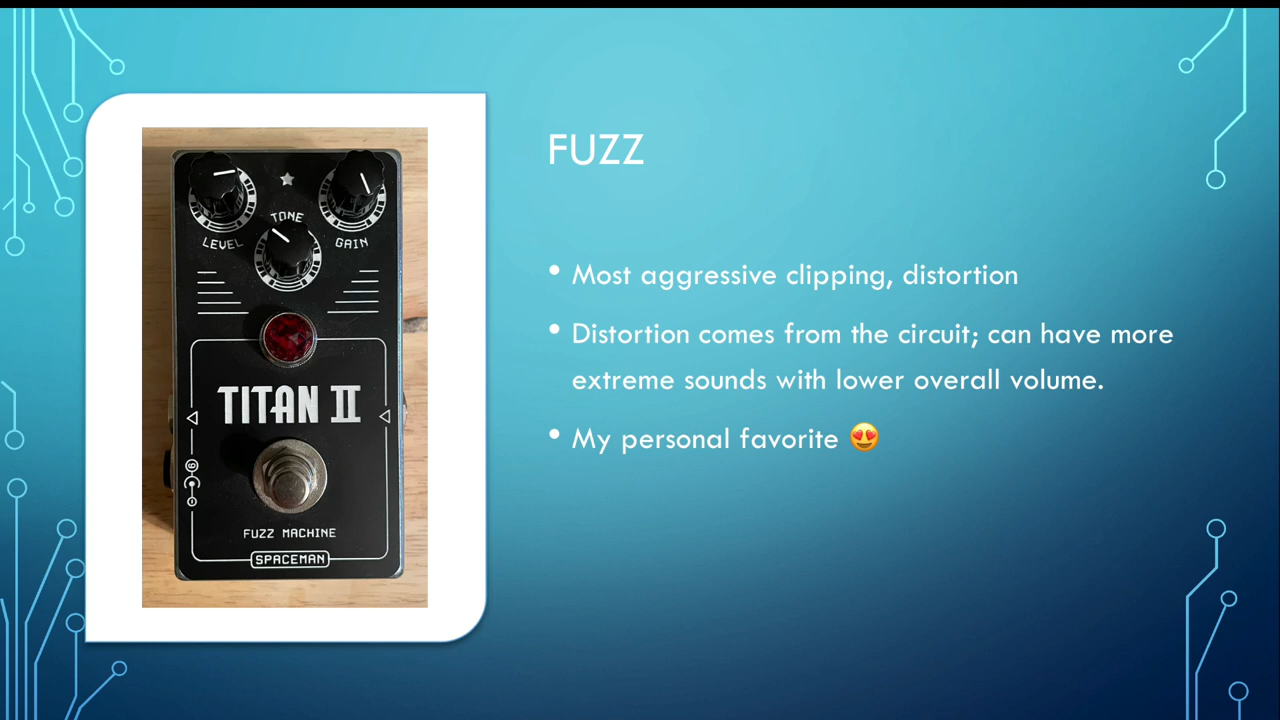 FUZZ
• Most aggressive clipping, distortion
• Distortion comes from the circuit; can have more
extreme sounds with lower overall volume.
• My personal favorite 😍
TONE
LEVEL
GAIN
TITAN II
FUZZ MACHINE
SPACEMAN